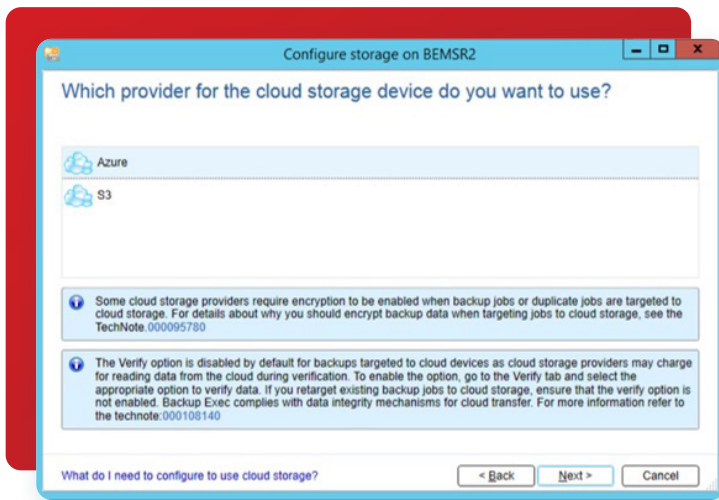 Configure storage on BEMSR2
Which provider for the cloud storage device do you want to use?
Azure
S3
Some cloud storage providers require encryption to be enabled when backup jobs or duplicate jobs are targeted to
cloud storage. For details about why you should encrypt backup data when targeting jobs to cloud storage, see the
TechNote.000095780
The Verify option is disabled by default for backups targeted to cloud devices as cloud storage providers may charge
for reading data from the cloud during verification. To enable the option, go to the Verify tab and select the
appropriate option to verify data. If you retarget existing backup jobs to cloud storage, ensure that the verify option is
not enabled. Backup Exec complies with data integrity mechanisms for cloud transfer. For more information refer to
the technote:000108140
What do I need to configure to use cloud storage?
< Back
Next >
Cancel